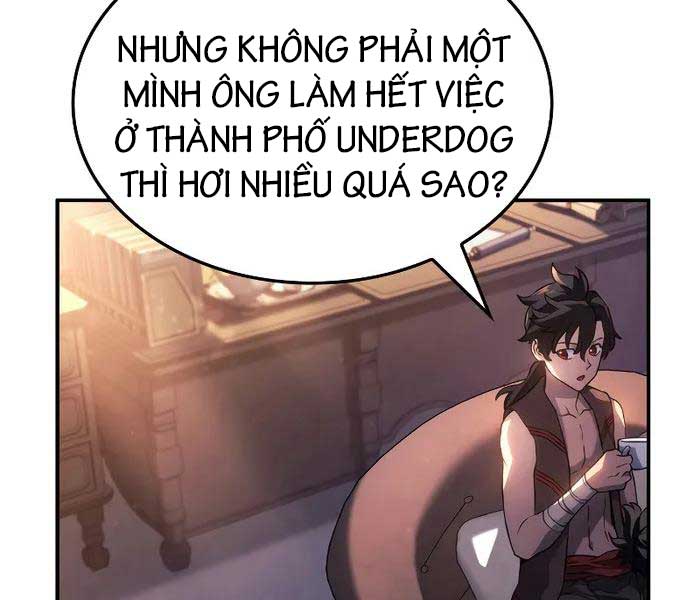 NHƯNG KHÔNG PHẢI MỘT
MÌNH ÔNG LÀM HẾT VIỆC
Ở THÀNH PHỐ UNDERDOG
THÌ HƠI NHIỀU QUÁ SAO?